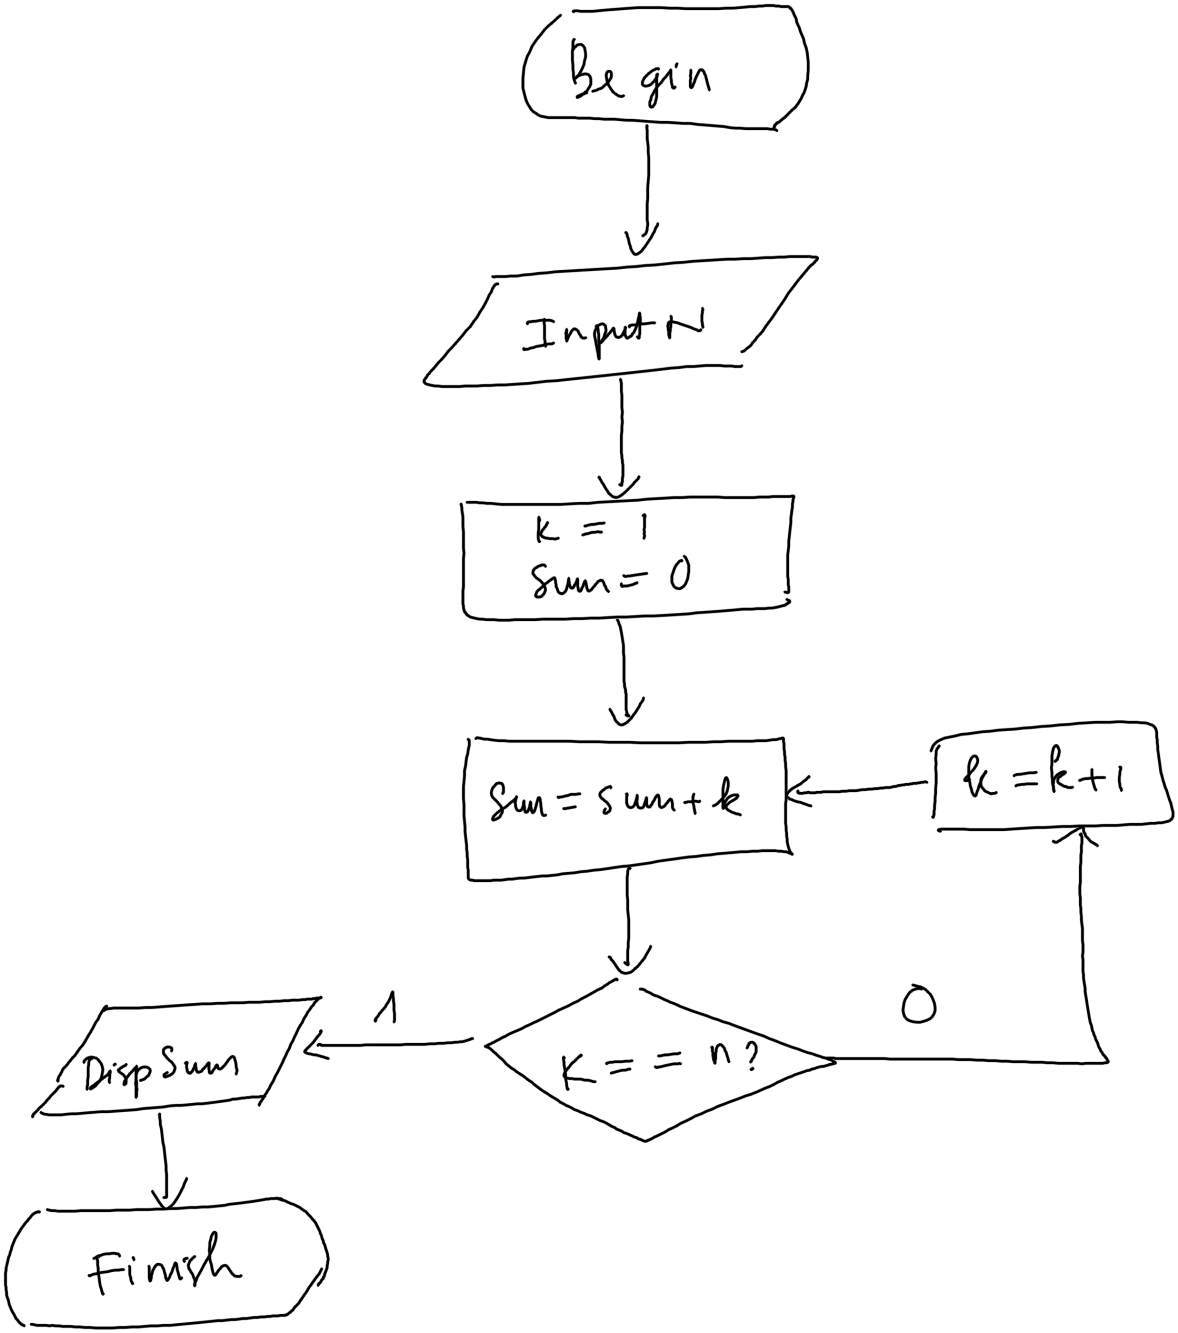 Begin
Input N
k = 1
sum = 0
sum = sum + k
k = k + 1
1
0
K = = n ?
Disp Sum
Finish